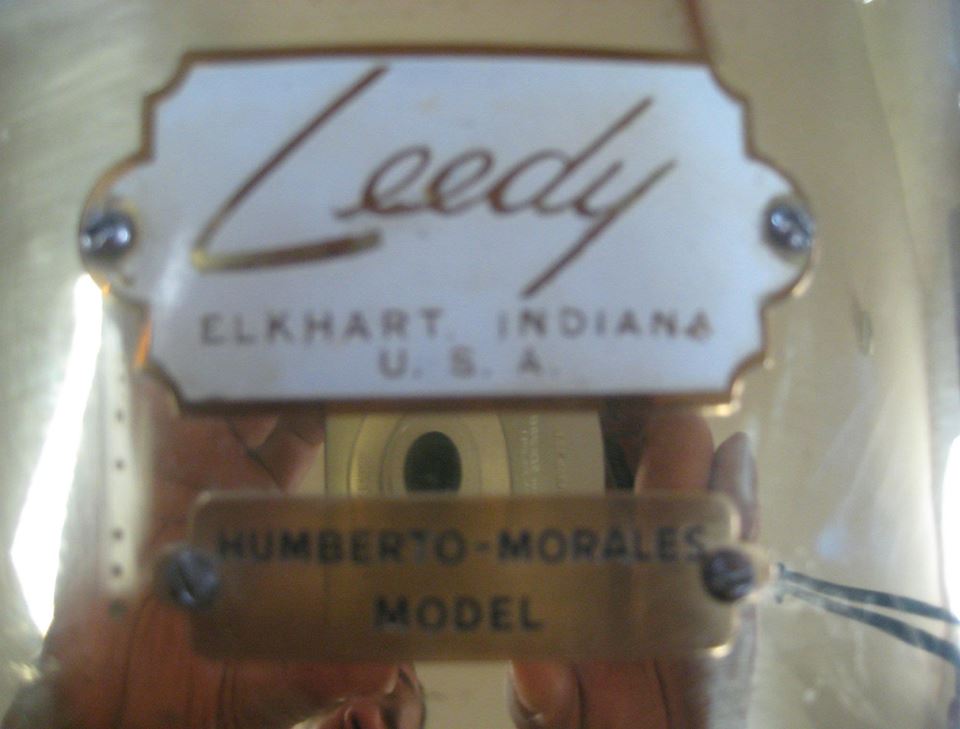 Leedy
ELKHART, INDIANA
U. S. A.
HUMBERTO-MORALES
MODEL